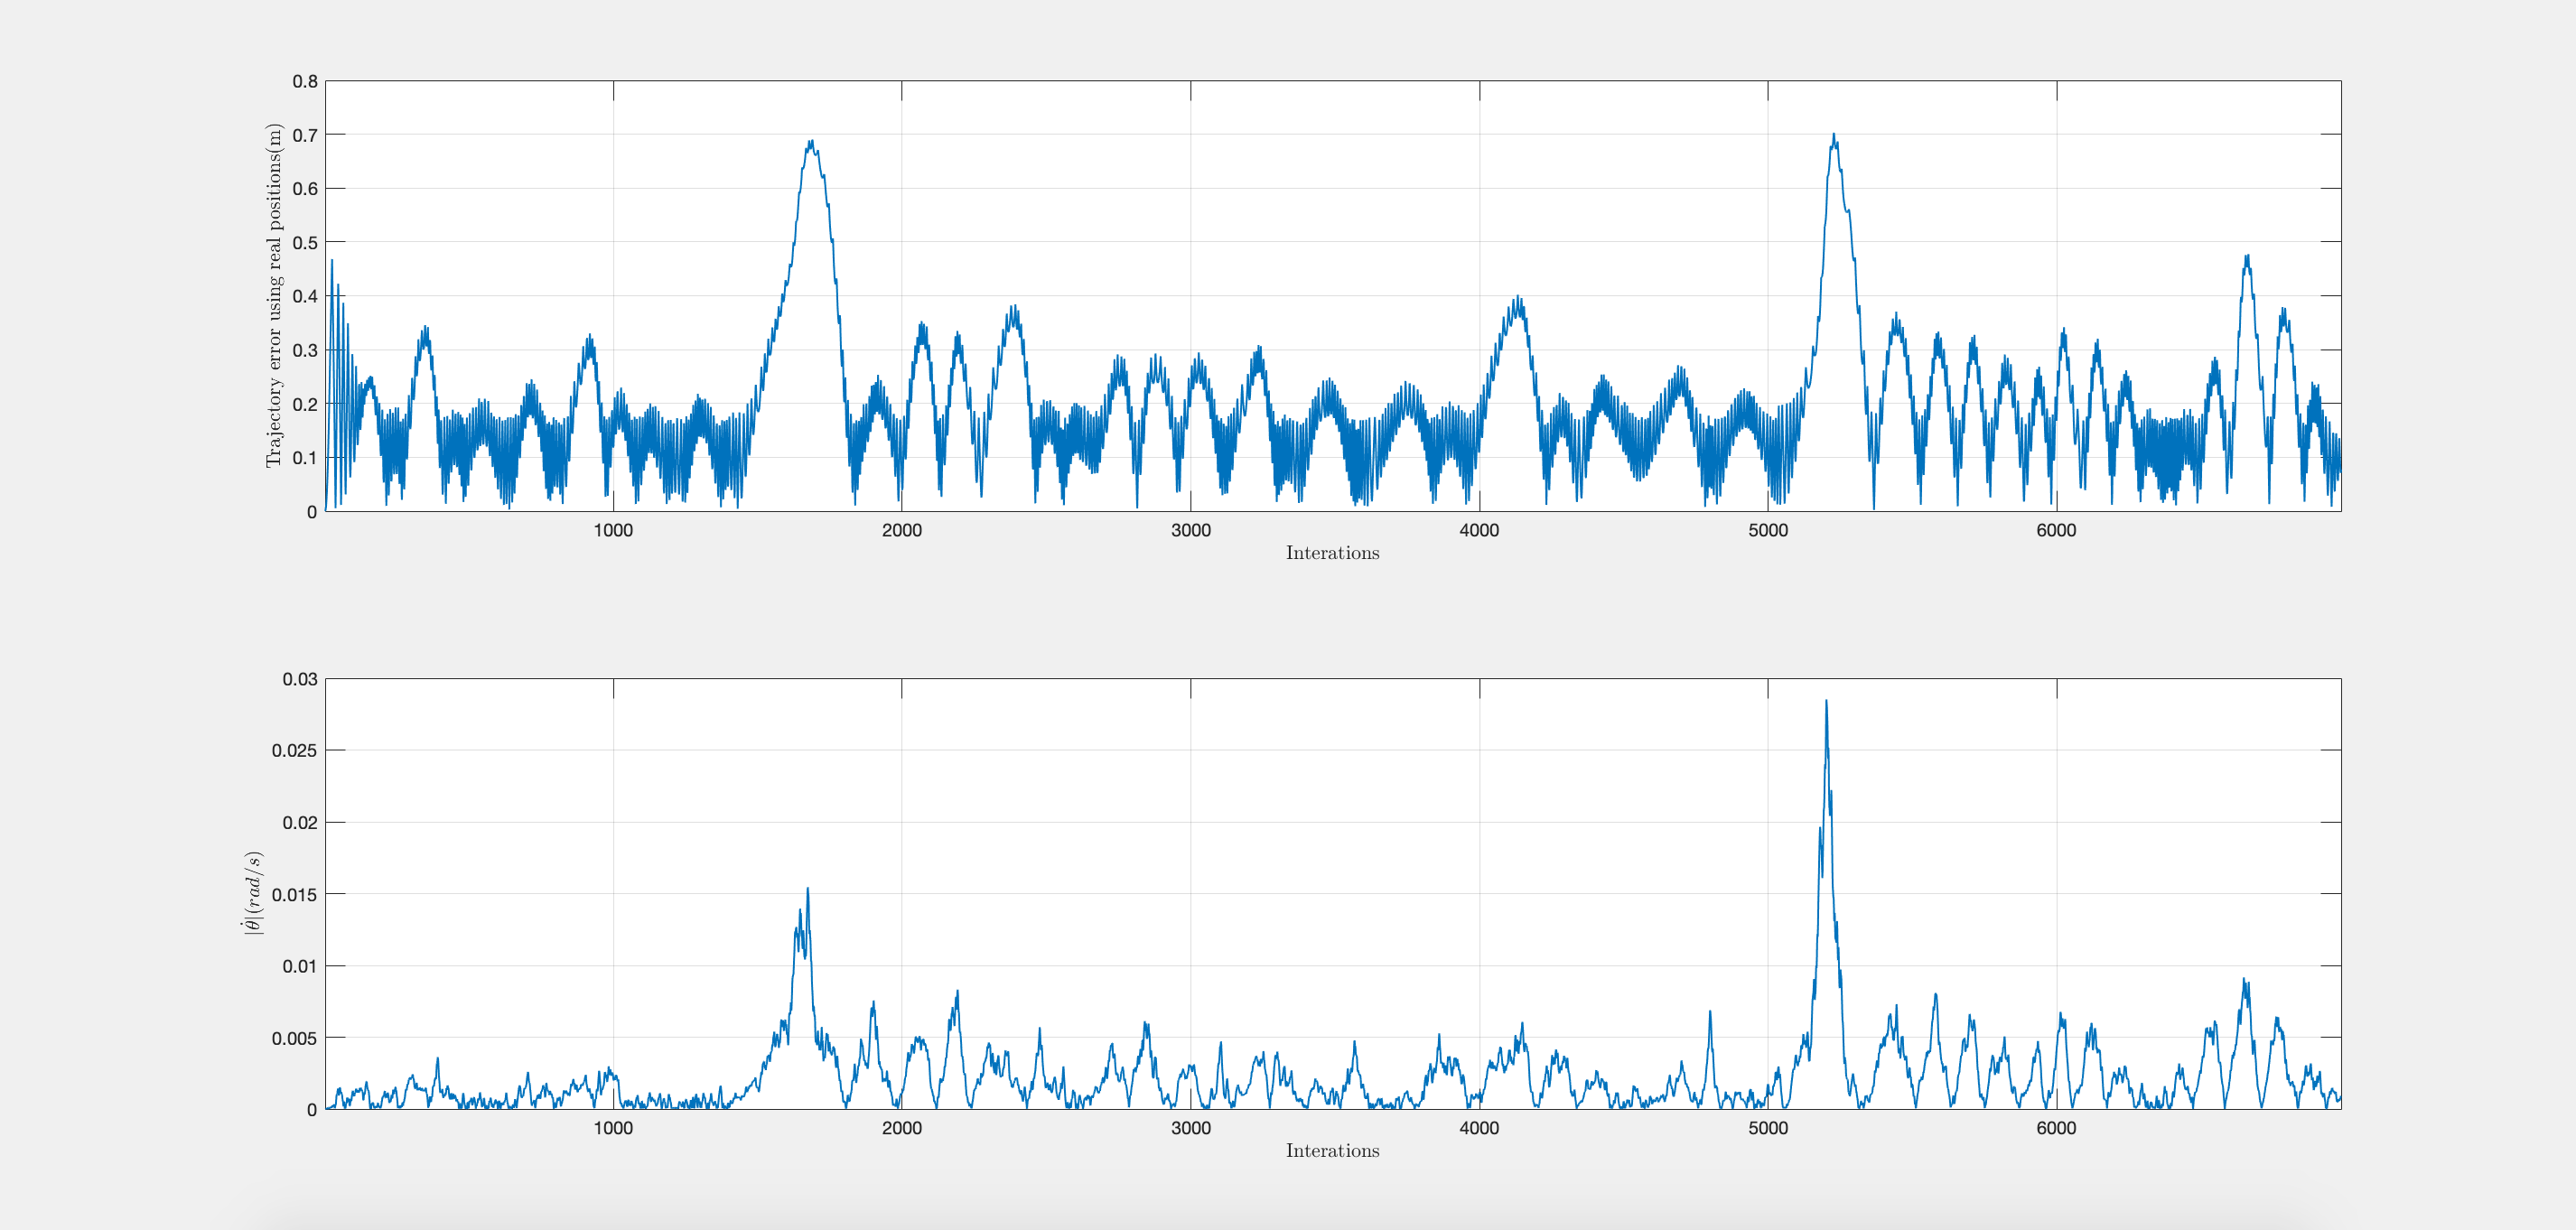 0.8
0.7
0.6
0.5
0.4
0.3
0.2
0.1
0
Trajectory error using real positions(m)
1000 2000 3000 4000 5000 6000
Interations
0.03
0.025
0.02
0.015
0.01
0.005
0
|θ̇|(rad/s)
1000 2000 3000 4000 5000 6000
Interations